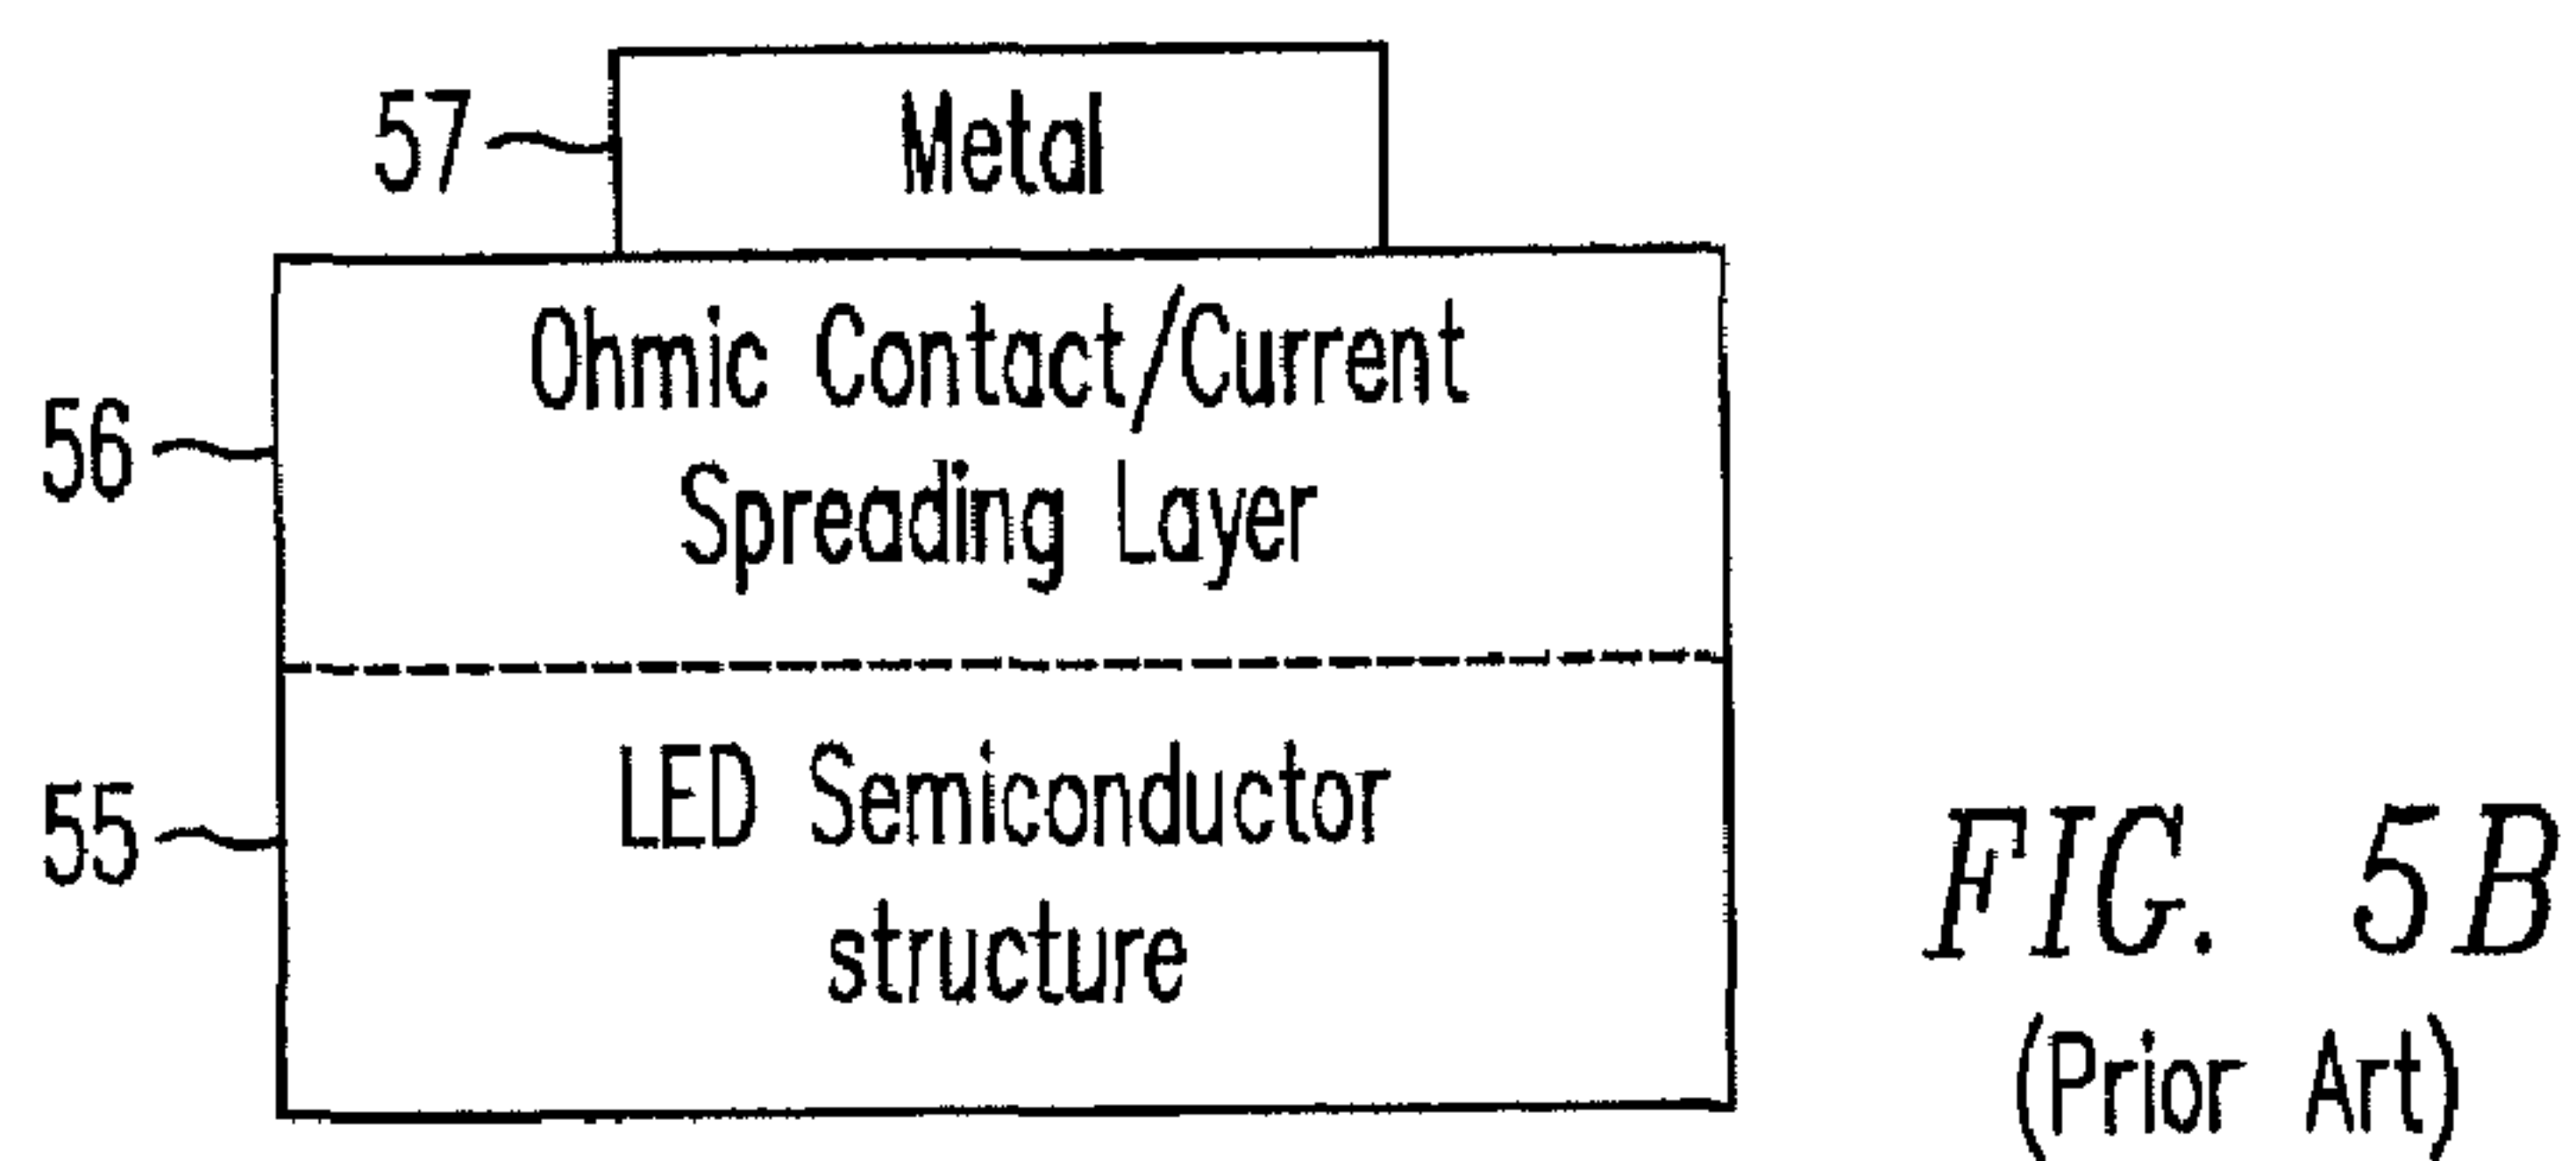 57
Metal
Ohmic Contact/Current
56
Spreading Layer
LED Semiconductor
55
structure
FIG. 5B
(Prior Art)